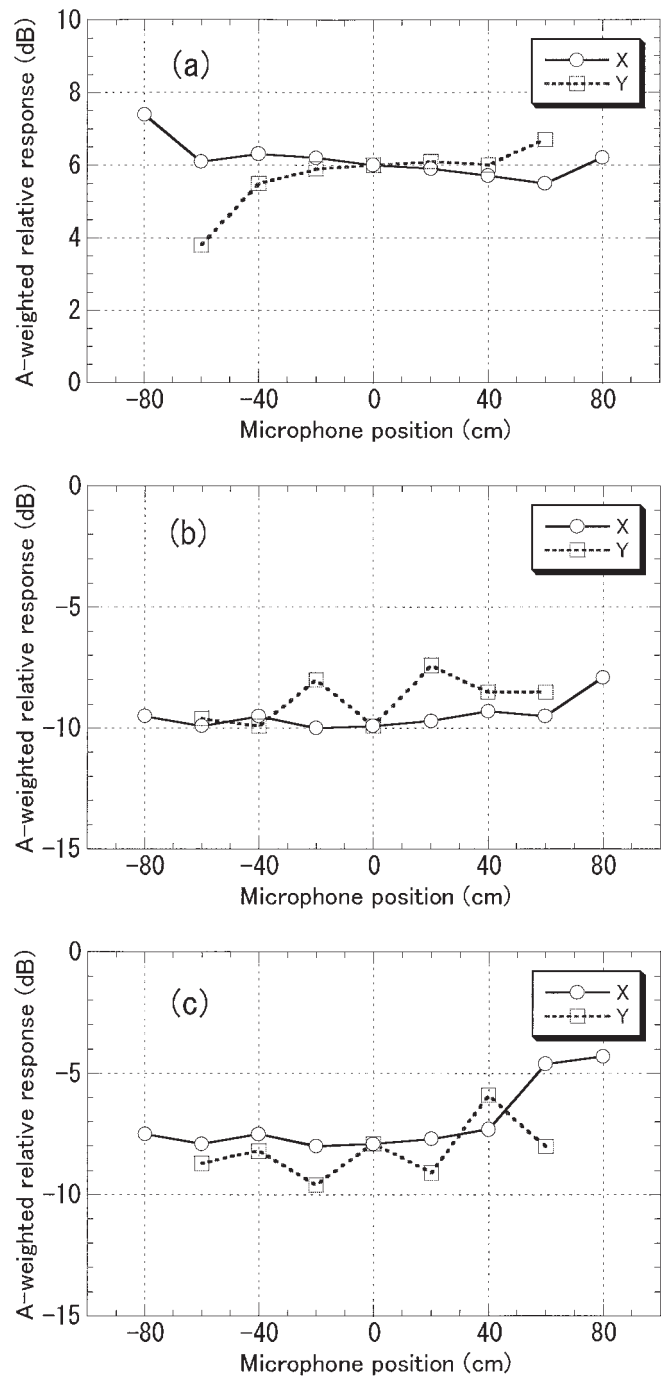 A-weighted relative response (dB)
10
8
6
4
2
0
(a)
X
Y
-80
-40
0
40
80
Microphone position (cm)
A-weighted relative response (dB)
0
-5
-10
-15
(b)
X
Y
-80
-40
0
40
80
Microphone position (cm)
A-weighted relative response (dB)
0
-5
-10
-15
(c)
X
Y
-80
-40
0
40
80
Microphone position (cm)